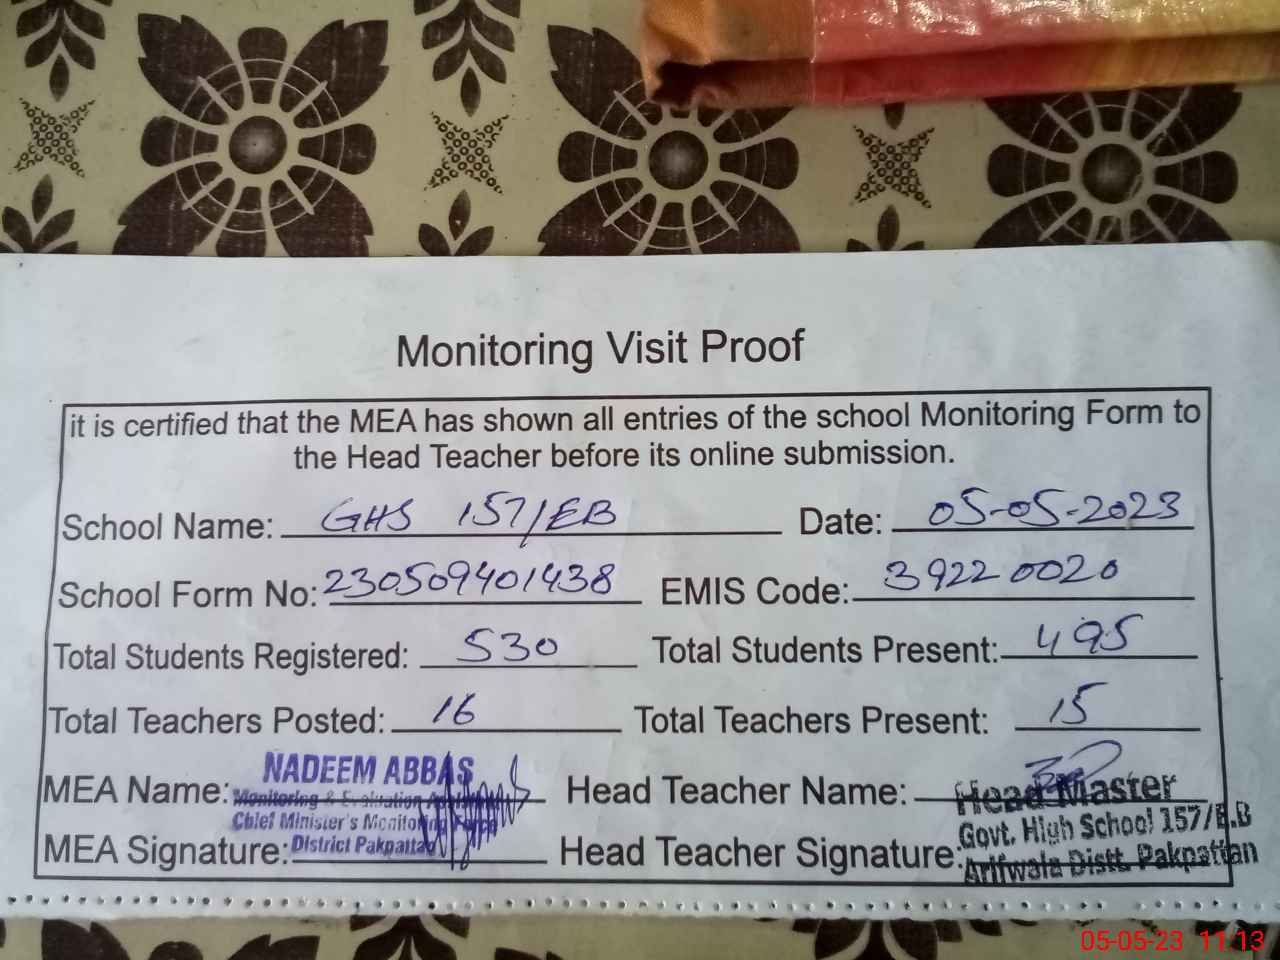 Monitoring Visit Proof
it is certified that the MEA has shown all entries of the school Monitoring Form to
the Head Teacher before its online submission.
School Name: GHS 157/EB Date: 05-05-2023
School Form No: 230509401438 EMIS Code: 39220020
Total Students Registered: 530 Total Students Present: 495
Total Teachers Posted: 16 Total Teachers Present: 15
MEA Name: NADEEM ABBAS Head Teacher Name: Head Master
Monitoring & Evaluation Assistant
Chief Minister's Monitoring Force Govt. High School 157/E.B
MEA Signature: District Pakpattan Head Teacher Signature: Arifwala Distt. Pakpattan
05-05-23 11:13